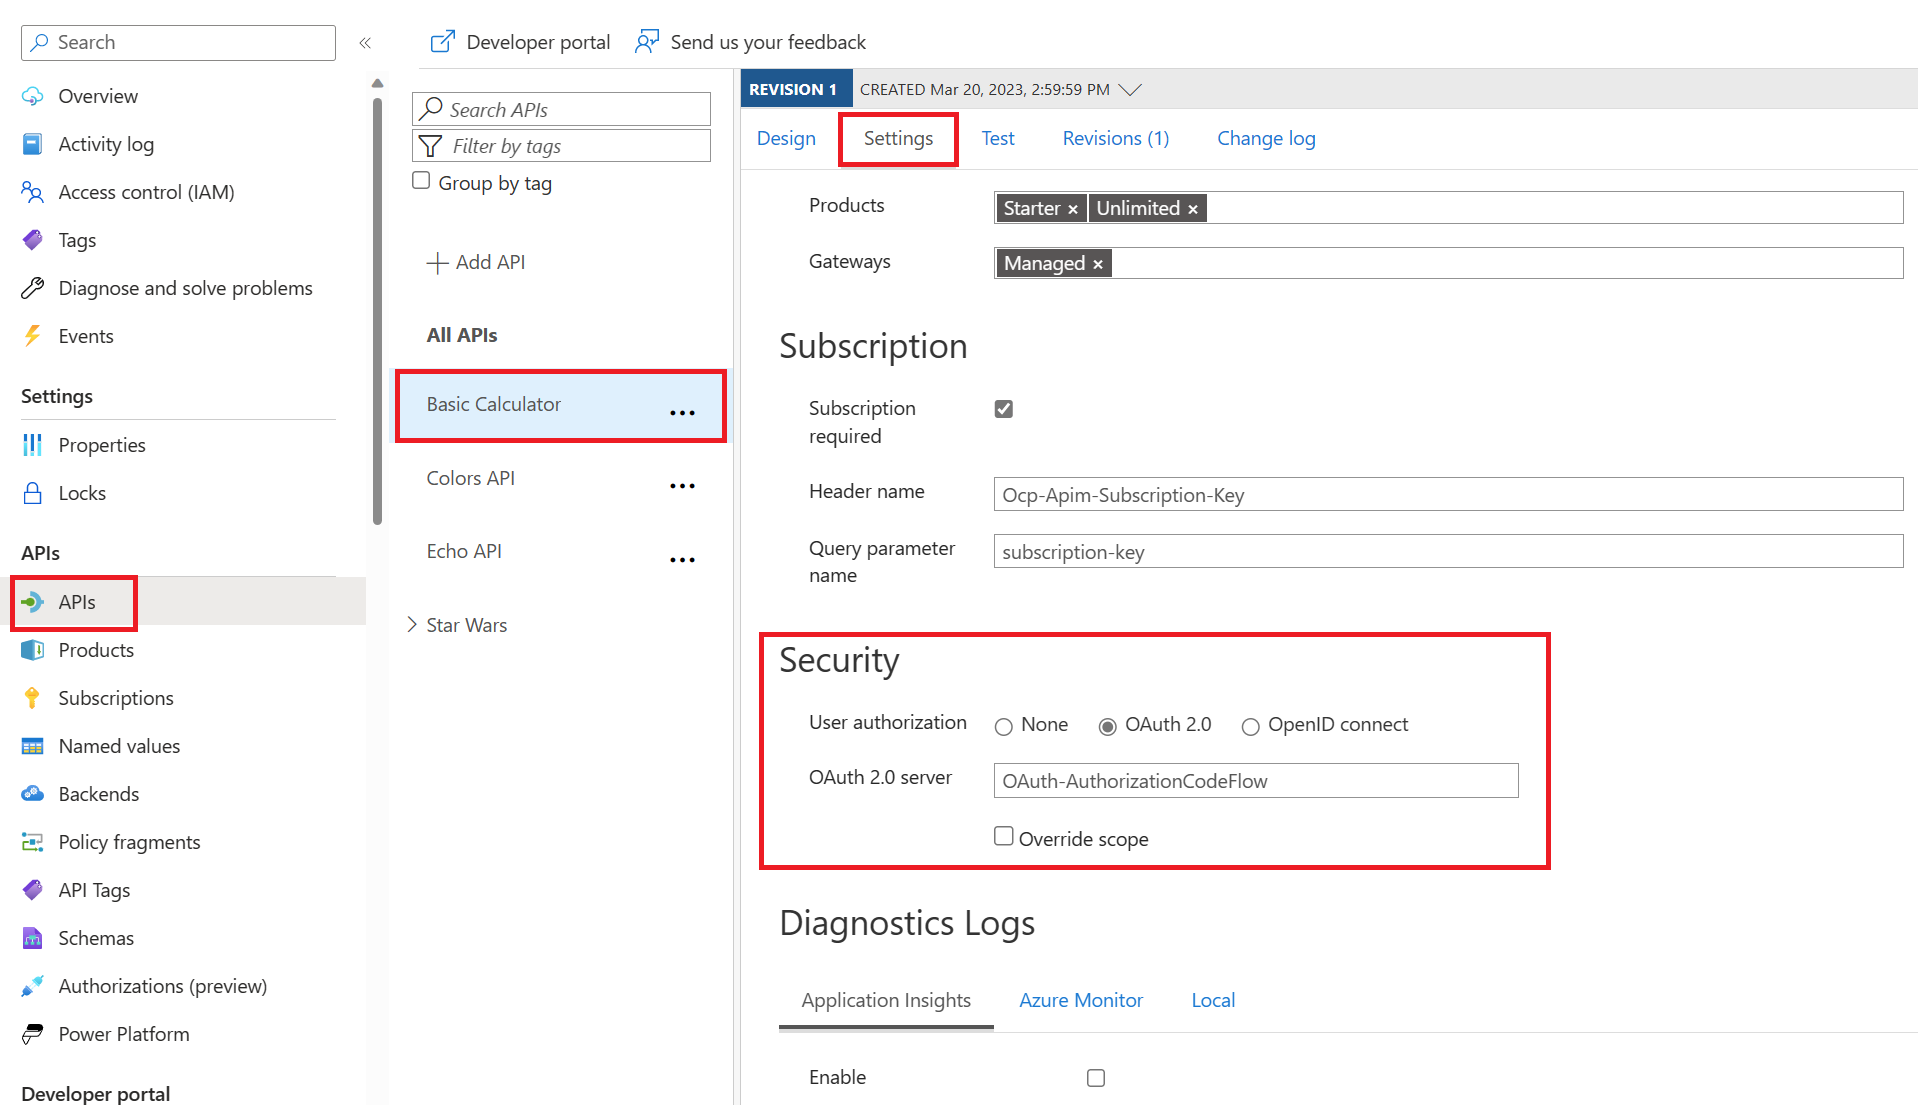 Search
Overview
Activity log
Access control (IAM)
Tags
Diagnose and solve problems
Events
Settings
Properties
Locks
APIs
APIs
Products
Subscriptions
Named values
Backends
Policy fragments
API Tags
Schemas
Authorizations (preview)
Power Platform
Developer portal
Developer portal
Send us your feedback
Search APIs
Filter by tags
Group by tag
Add API
All APIs
Basic Calculator
Colors API
Echo API
Star Wars
REVISION 1 CREATED Mar 20, 2023, 2:59:59 PM
Design Settings Test Revisions (1) Change log
Products Starter × Unlimited ×
Gateways Managed ×
Subscription
Subscription
required
Header name Ocp-Apim-Subscription-Key
Query parameter
name
subscription-key
Security
User authorization None OAuth 2.0 OpenID connect
OAuth 2.0 server OAuth-AuthorizationCodeFlow
Override scope
Diagnostics Logs
Application Insights Azure Monitor Local
Enable